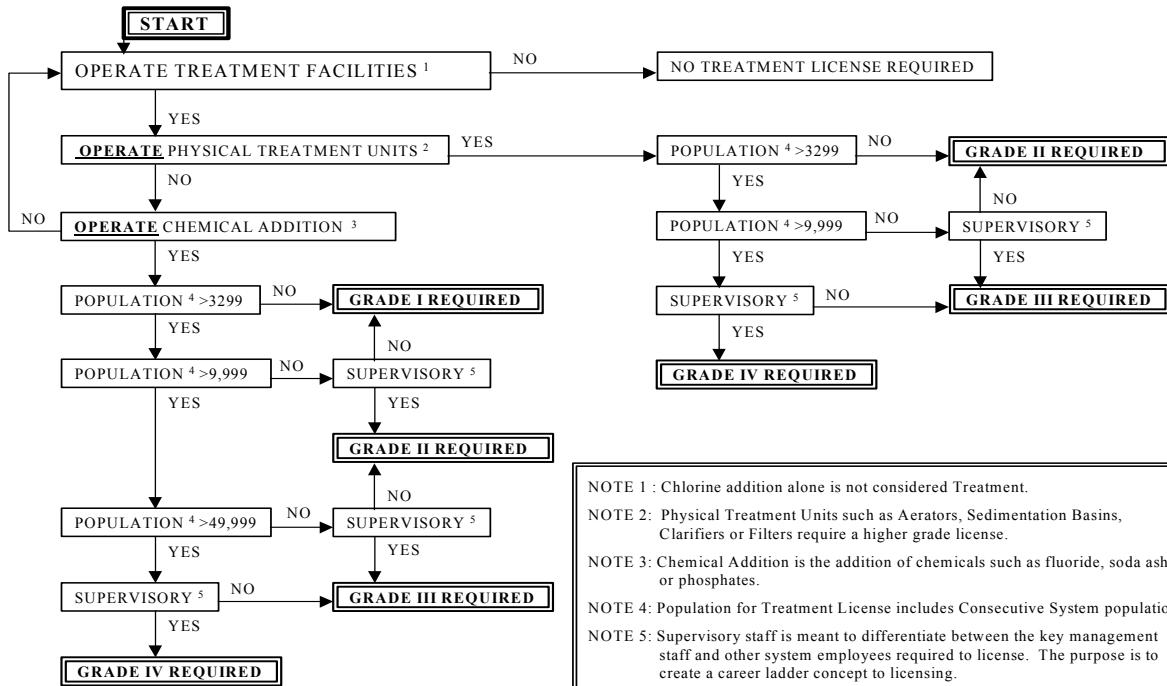 START
OPERATE TREATMENT FACILITIES 1
NO
NO TREATMENT LICENSE REQUIRED
YES
OPERATE PHYSICAL TREATMENT UNITS 2
YES
POPULATION 4 >3299
NO
GRADE II REQUIRED
NO
YES
NO
NO
OPERATE CHEMICAL ADDITION 3
POPULATION 4 >9,999
NO
SUPERVISORY 5
YES
YES
YES
POPULATION 4 >3299
NO
GRADE I REQUIRED
SUPERVISORY 5
NO
GRADE III REQUIRED
YES
NO
YES
POPULATION 4 >9,999
NO
SUPERVISORY 5
GRADE IV REQUIRED
YES
YES
GRADE II REQUIRED
NO
POPULATION 4 >49,999
NO
SUPERVISORY 5
YES
YES
SUPERVISORY 5
NO
GRADE III REQUIRED
YES
GRADE IV REQUIRED
NOTE 1 : Chlorine addition alone is not considered Treatment.
NOTE 2: Physical Treatment Units such as Aerators, Sedimentation Basins,
Clarifiers or Filters require a higher grade license.
NOTE 3: Chemical Addition is the addition of chemicals such as fluoride, soda ash
or phosphates.
NOTE 4: Population for Treatment License includes Consecutive System populatio
NOTE 5: Supervisory staff is meant to differentiate between the key management
staff and other system employees required to license. The purpose is to
create a career ladder concept to licensing.